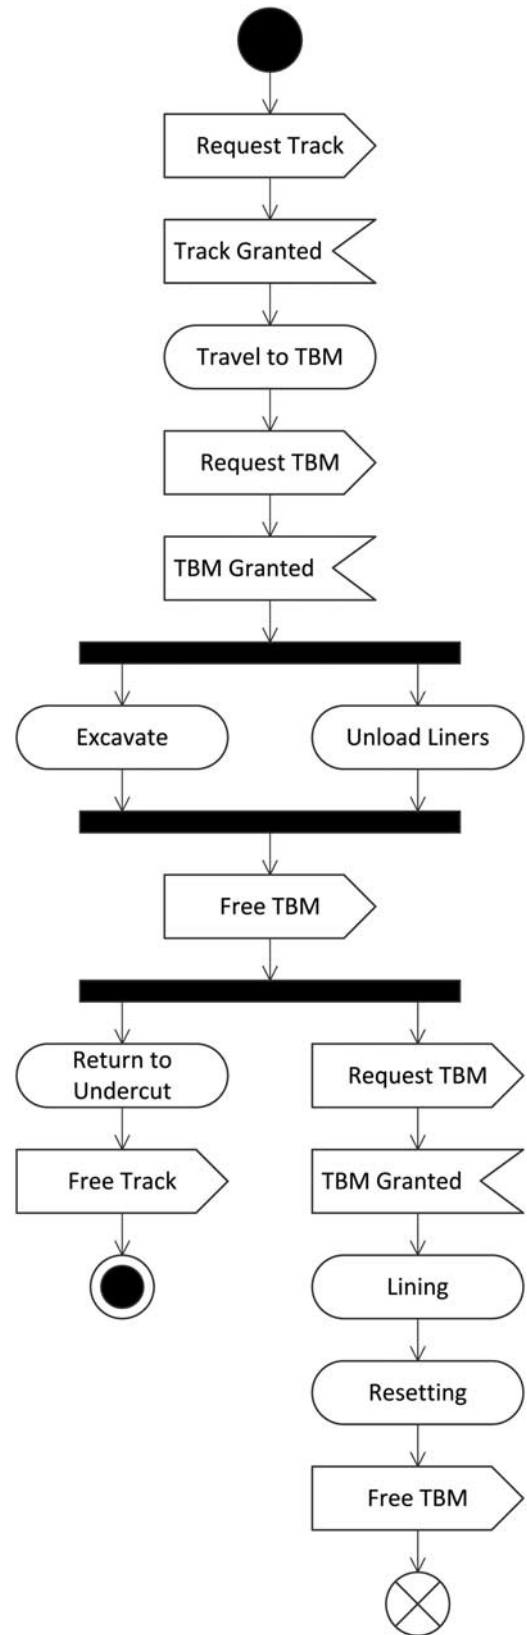 Request Track
Track Granted
Travel to TBM
Request TBM
TBM Granted
Excavate
Unload Liners
Free TBM
Return to
Undercut
Request TBM
Free Track
TBM Granted
Lining
Resetting
Free TBM